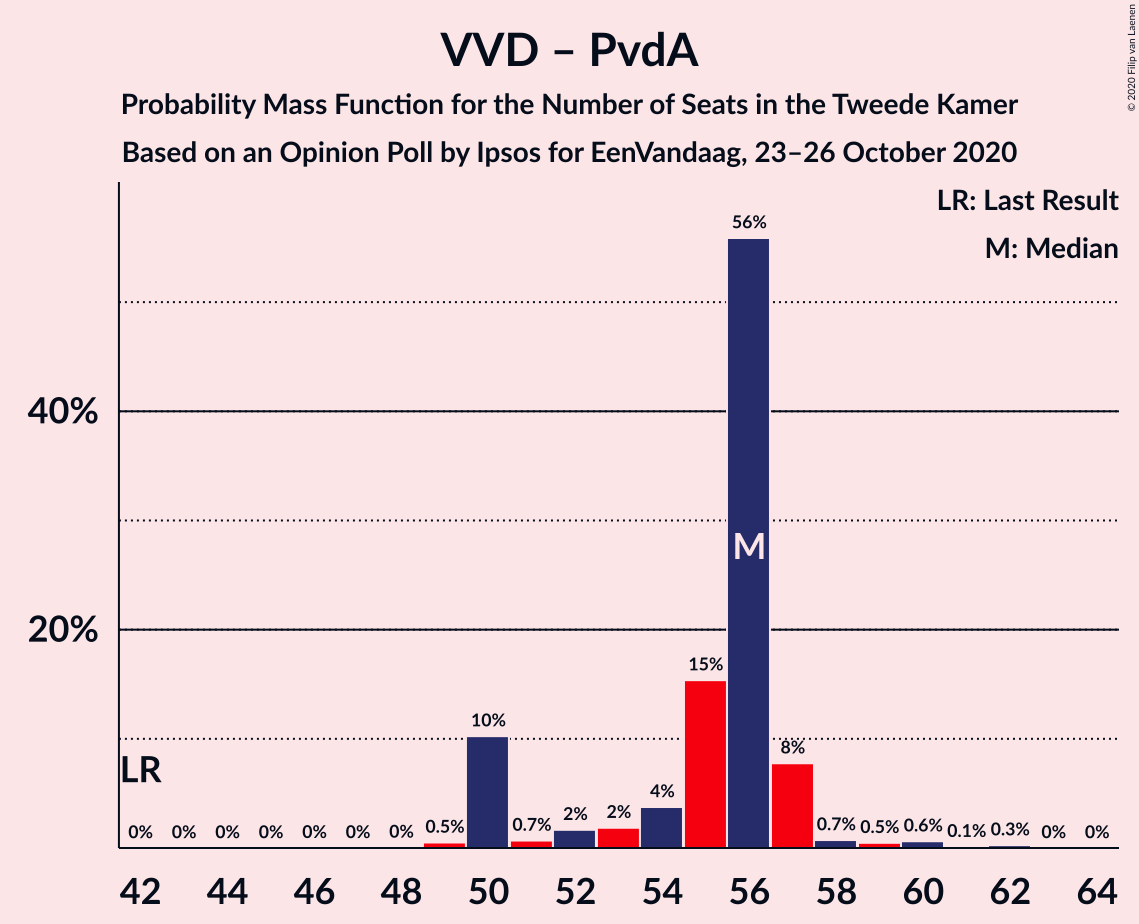 VVD – PvdA
Probability Mass Function for the Number of Seats in the Tweede Kamer
Based on an Opinion Poll by Ipsos for EenVandaag, 23–26 October 2020
© 2020 Filip van Laenen
LR: Last Result
M: Median
56%
40%
M
20%
15%
10%
8%
LR
4%
0% 0% 0% 0% 0% 0% 0% 0.5% 0.7% 2% 2% 0.7% 0.5% 0.6% 0.1% 0.3% 0% 0%
42 44 46 48 50 52 54 56 58 60 62 64